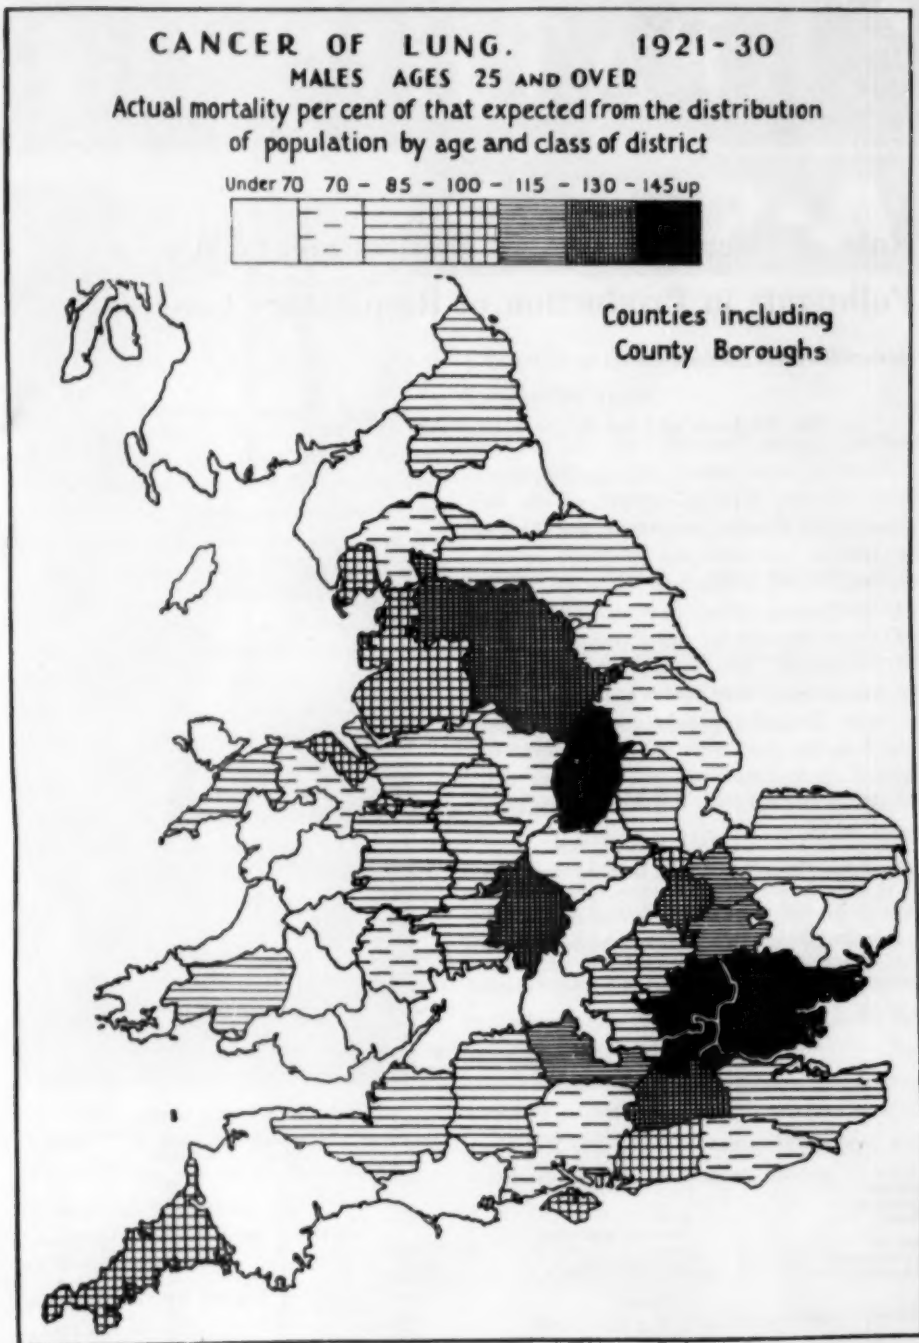 CANCER OF LUNG. 1921-30
MALES AGES 25 AND OVER
Actual mortality per cent of that expected from the distribution
of population by age and class of district
Under 70 70 - 85 - 100 - 115 - 130 - 145 up
Counties including
County Boroughs